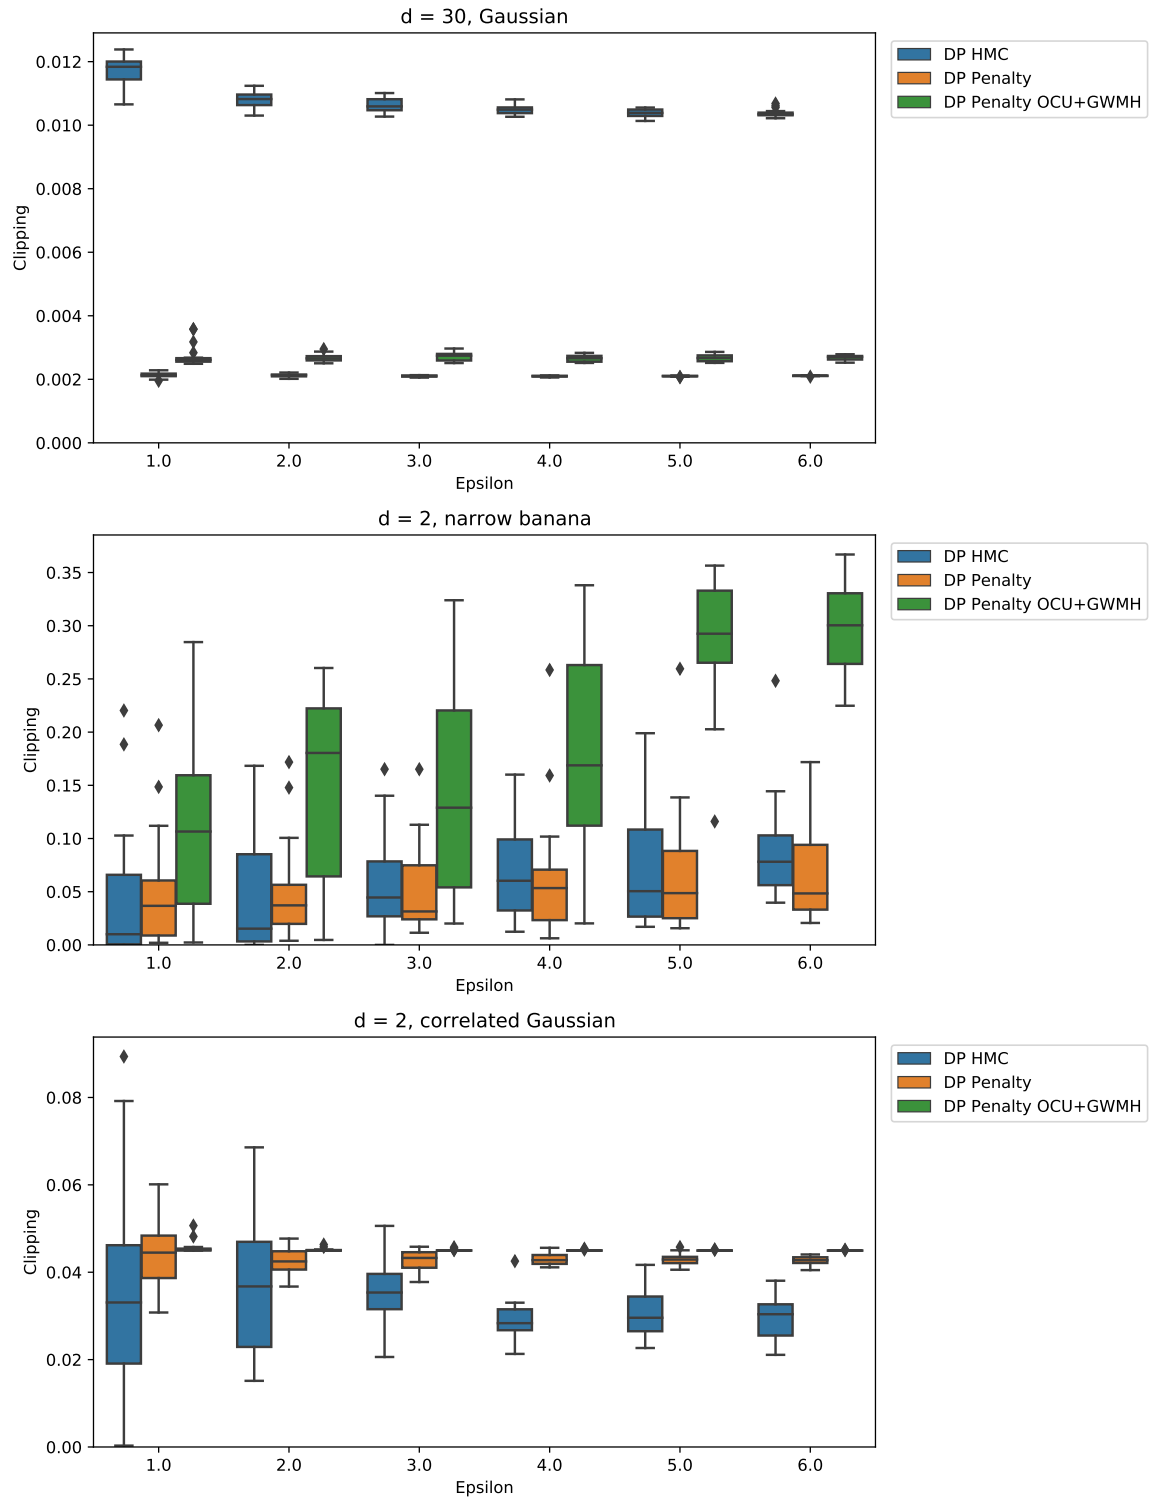 d = 30, Gaussian
Clipping
0.012
0.010
0.008
0.006
0.004
0.002
0.000
1.0 2.0 3.0 4.0 5.0 6.0
Epsilon
DP HMC
DP Penalty
DP Penalty OCU+GWMH
d = 2, narrow banana
Clipping
0.35
0.30
0.25
0.20
0.15
0.10
0.05
0.00
1.0 2.0 3.0 4.0 5.0 6.0
Epsilon
DP HMC
DP Penalty
DP Penalty OCU+GWMH
d = 2, correlated Gaussian
Clipping
0.08
0.06
0.04
0.02
0.00
1.0 2.0 3.0 4.0 5.0 6.0
Epsilon
DP HMC
DP Penalty
DP Penalty OCU+GWMH